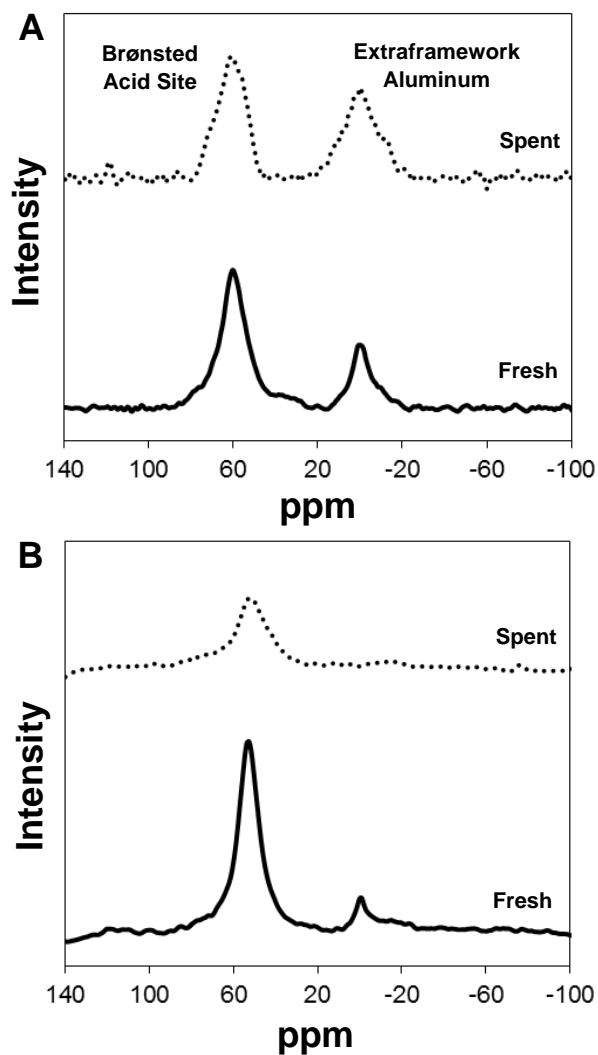 A
Brønsted
Acid Site
Extraframework
Aluminum
Spent
Fresh
Intensity
140 100 60 20 -20 -60 -100
ppm
B
Spent
Fresh
Intensity
140 100 60 20 -20 -60 -100
ppm